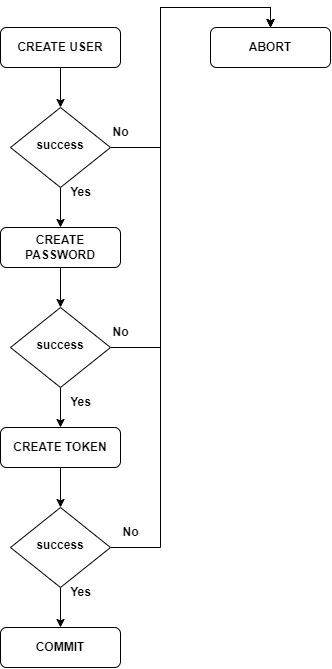 CREATE USER
ABORT
No
success
Yes
CREATE
PASSWORD
No
success
Yes
CREATE TOKEN
No
success
Yes
COMMIT